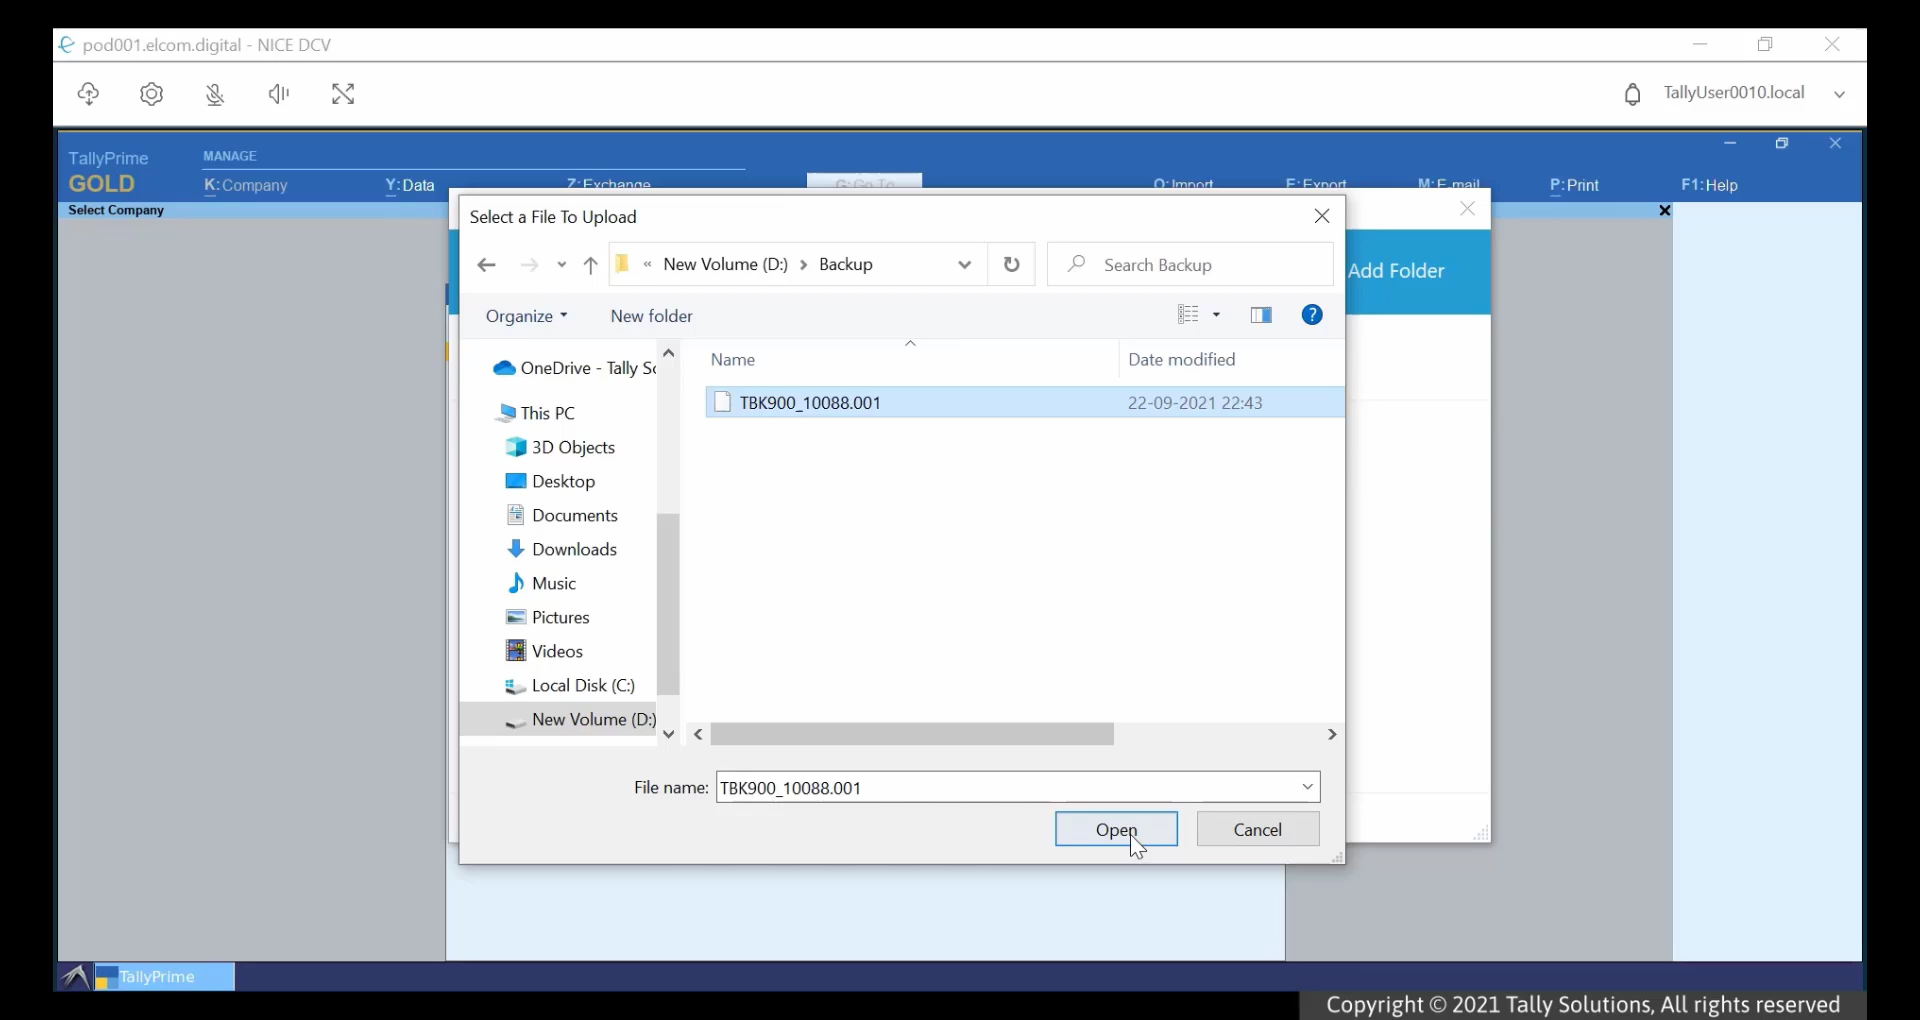 pod001.elcom.digital - NICE DCV
TallyUser0010.local
TallyPrime
GOLD
MANAGE
K: Company
Y: Data
Z: Exchange
G: Go To
O: Import
E: Export
M: E-mail
P: Print
F1: Help
Select Company
Select a File To Upload
« New Volume (D:) > Backup
Search Backup
Add Folder
Organize
New folder
?
Name
Date modified
OneDrive - Tally So
TBK900_10088.001
22-09-2021 22:43
This PC
3D Objects
Desktop
Documents
Downloads
Music
Pictures
Videos
Local Disk (C:)
New Volume (D:)
File name:
TBK900_10088.001
Open
Cancel
TallyPrime
Copyright © 2021 Tally Solutions, All rights reserved